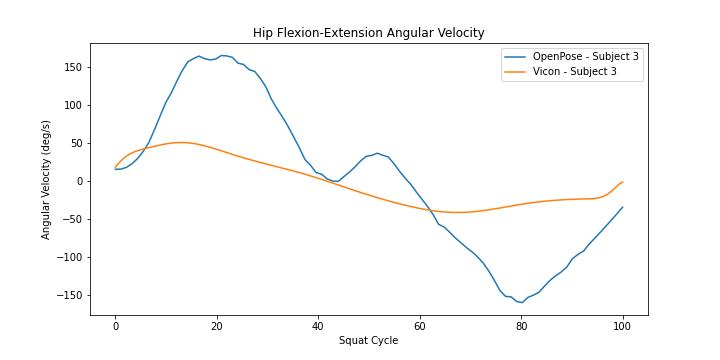 Hip Flexion-Extension Angular Velocity
OpenPose - Subject 3
Vicon - Subject 3
Angular Velocity (deg/s)
150
100
50
0
−50
−100
−150
0 20 40 60 80 100
Squat Cycle